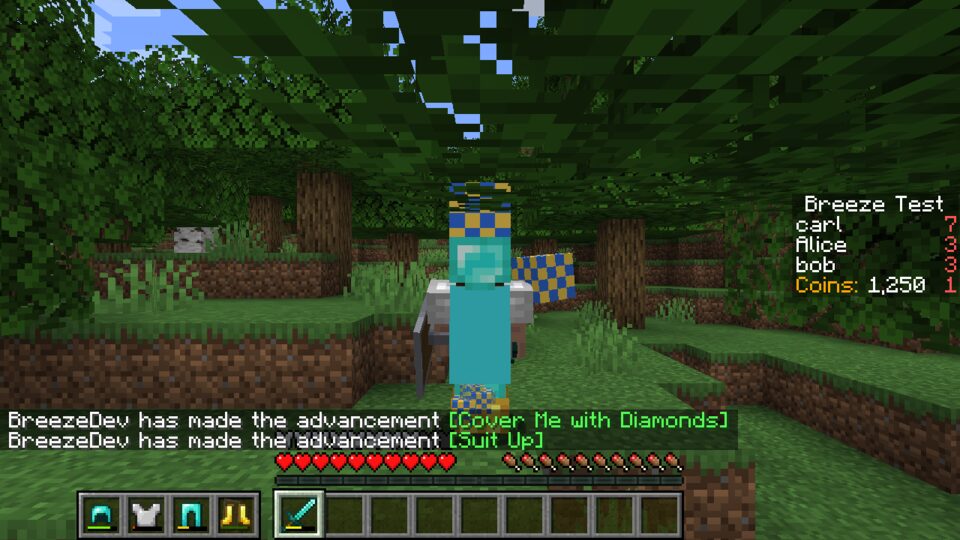 Breeze Test
carl 7
Alice 3
bob 3
Coins: 1,250 1
BreezeDev has made the advancement [Cover Me with Diamonds]
BreezeDev has made the advancement [Suit Up]